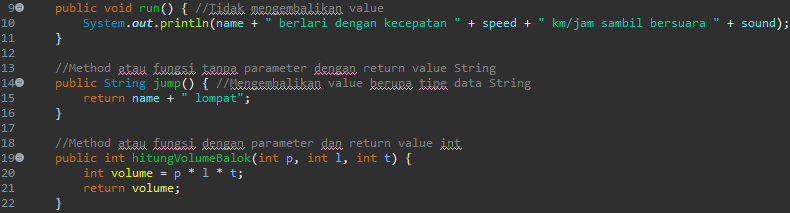 9 public void run() { //Tidak mengembalikan value
10 System.out.println(name + " berlari dengan kecepatan " + speed + " km/jam sambil bersuara " + sound);
11 }
12
13 //Method atau fungsi tanpa parameter dengan return value String
14 public String jump() { //Mengembalikan value berupa tipe data String
15 return name + " lompat";
16 }
17
18 //Method atau fungsi dengan parameter dan return value int
19 public int hitungVolumeBalok(int p, int l, int t) {
20 int volume = p * l * t;
21 return volume;
22 }